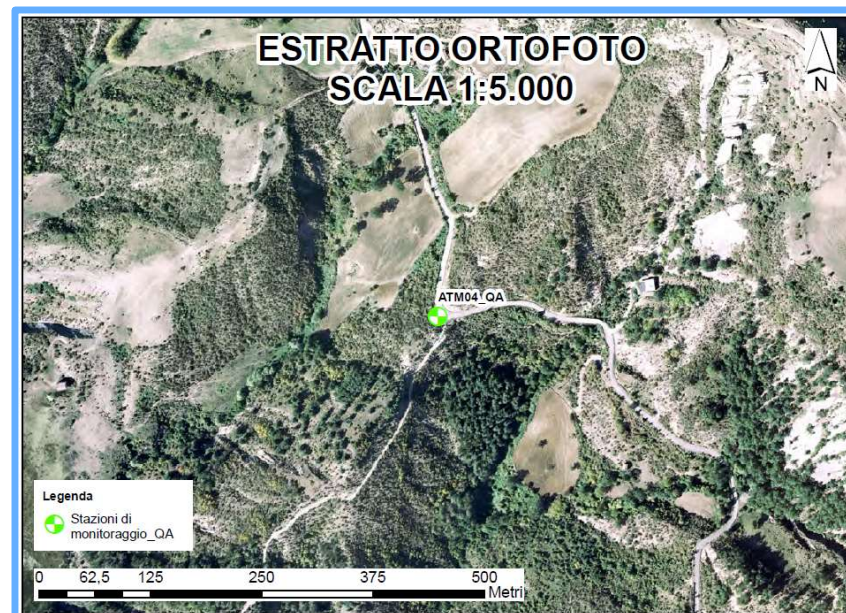 ESTRATTO ORTOFOTO
SCALA 1:5.000
N
ATM04_QA
Legenda
Stazioni di
monitoraggio_QA
0 62,5 125 250 375 500
Metri